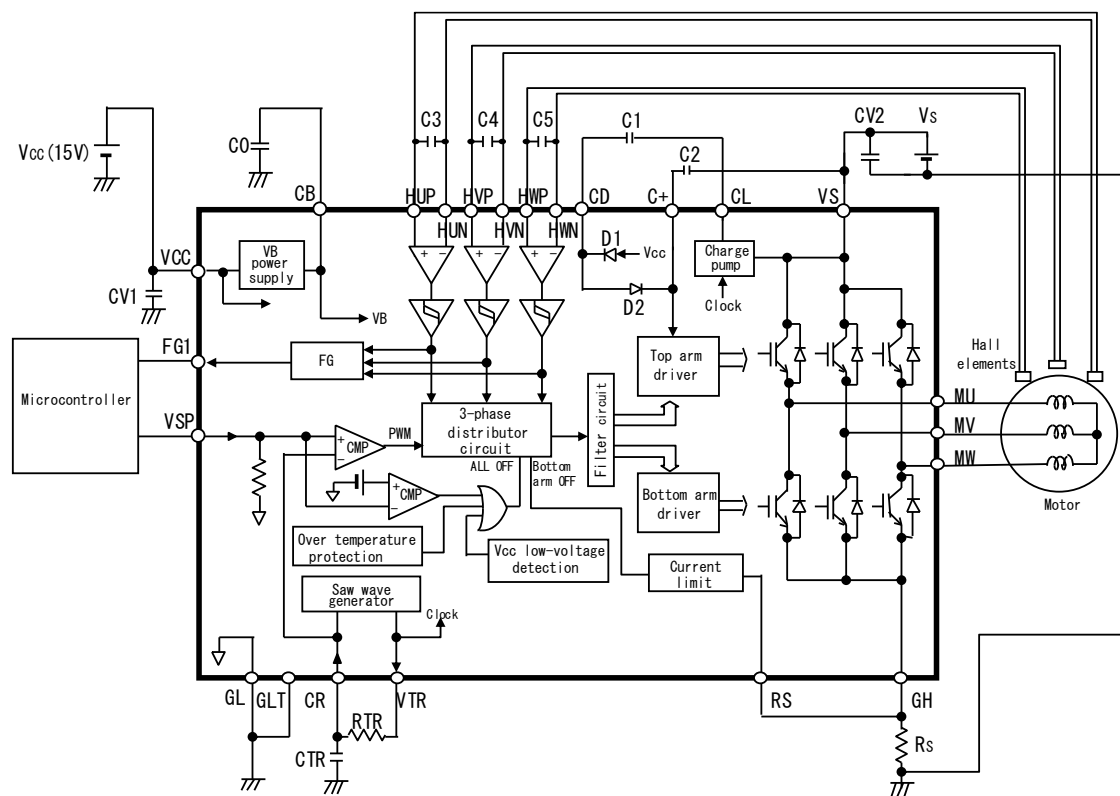 C3
C4
C5
C1
C2
CV2
VS
VCC(15V)
C0
CB
HUP
HVP
HWP
CD
C+
CL
VS
HUN
HVN
HWN
VCC
VB
power
supply
D1
Vcc
Charge
pump
CV1
D2
Clock
VB
FG1
FG
Top arm
driver
Hall
elements
Microcontroller
3-phase
distributor
circuit
Filter circuit
MU
VSP
PWM
MV
CMP
ALL OFF
Bottom
arm OFF
MW
CMP
Bottom arm
driver
Motor
Over temperature
protection
Vcc low-voltage
detection
Current
limit
Saw wave
generator
Clock
GL
GLT
CR
VTR
RS
GH
RTR
RS
CTR